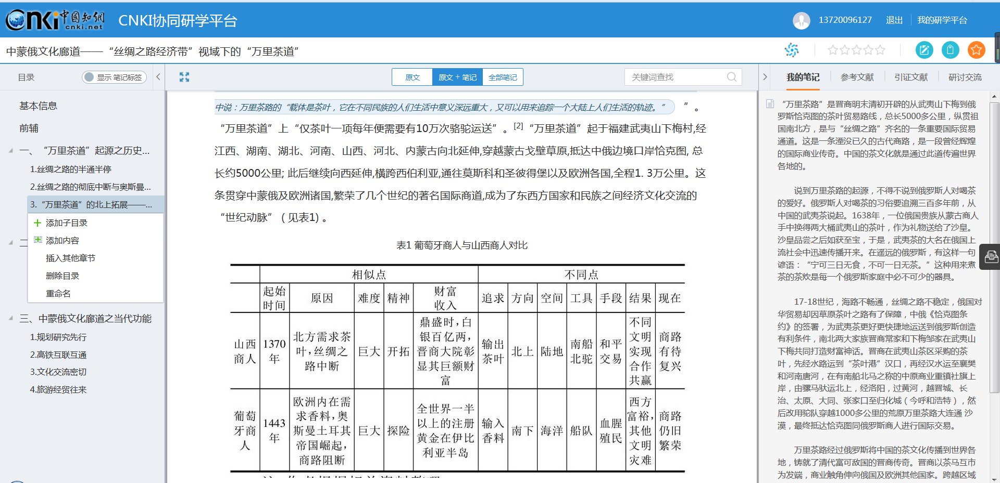 CNKI中国知网
cnki.net
CNKI协同研学平台
13720096127 退出 我的研学平台
中蒙俄文化廊道——“丝绸之路经济带”视域下的“万里茶道”
目录 显示 笔记标签
原文 原文 + 笔记 全部笔记
关键词查找
我的笔记 参考文献 引证文献 研讨交流
基本信息
前辅
一、“万里茶道”起源之历史...
1.丝绸之路的半通半停
2.丝绸之路的彻底中断与奥斯曼...
3.“万里茶道”的北上拓展——...
添加子目录
二
添加内容
插入其他章节
删除目录
重命名
三、中蒙俄文化廊道之当代功能
1.规划研究先行
2.高铁互联互通
3.文化交流密切
4.旅游经贸往来
中说：万里茶路的“载体是茶叶，它在不同民族的人们生活中意义深远重大，又可以用来追踪一个大陆上人们生活的轨迹。” ”。
“万里茶道”上“仅茶叶一项每年便需要有10万次骆驼运送”。[2]“万里茶道”起于福建武夷山下梅村,经
江西、湖南、湖北、河南、山西、河北、内蒙古向北延伸,穿越蒙古戈壁草原,抵达中俄边境口岸恰克图, 总
长约5000公里; 此后继续向西延伸,横跨西伯利亚,通往莫斯科和圣彼得堡以及欧洲各国,全程1. 3万公里。这
条贯穿中蒙俄及欧洲诸国,繁荣了几个世纪的著名国际商道,成为了东西方国家和民族之间经济文化交流的
“世纪动脉” ( 见表1) 。
表1 葡萄牙商人与山西商人对比
相似点 不同点
起始时间 原因 难度 精神 财富收入 追求 方向 空间 工具 手段 结果 现在
山西商人 1370年 北方需求茶叶,丝绸之路中断 巨大 开拓 鼎盛时,白银百亿两,晋商大院彰显其巨额财富 输出茶叶 北上 陆地 南船北驼 和平交易 不同文明实现合作共赢 商路有待复兴
葡萄牙商人 1443年 欧洲内在需求香料,奥斯曼土耳其帝国崛起,商路阻断 巨大 探险 全世界一半以上的注册黄金在伊比利亚半岛 输入香料 南下 海洋 船队 血腥殖民 西方富裕,其他文明灾难 商路仍旧繁荣
“万里茶路”是晋商明末清初开辟的从武夷山下梅到俄
罗斯恰克图的茶叶贸易路线，总长5000多公里，纵贯祖
国南北方，是与“丝绸之路”齐名的一条重要国际贸易
通道。这是一条湮没已久的古代商路，是一段曾经辉煌
的国际商业传奇。中国的茶文化就是通过此道传遍世界
各地的。
说到万里茶路的起源，不得不说到俄罗斯人对喝茶
的爱好。俄罗斯人对喝茶的习俗要追溯三百多年前，从
中国的武夷茶说起。1638年，一位俄国贵族从蒙古商人
手中换得两大桶武夷山的茶叶，作为礼物送给了沙皇。
沙皇品尝之后如获至宝，于是，武夷茶的大名在俄国上
流社会中迅速传播开来。在遥远的俄罗斯，有这样一句
谚语：“宁可三日无食，不可一日无茶。”这种用来煮
茶的茶炊是每一个俄罗斯家庭中必不可少的器具。
17-18世纪，海路不畅通，丝绸之路不稳定，俄国对
华贸易却因草原茶叶之路有了保障，中俄《恰克图条
约》的签署，为武夷茶更好更快捷地运送到俄罗斯创造
有利条件，南北两大家族晋商常家和下梅邹家在武夷山
下梅共同打造财富神话。晋商在武夷山茶区采购的茶
叶，先经水路运到“茶叶港”汉口，再经汉水运至襄樊
和河南唐河，在有南船北马之称的中原商业重镇社旗上
岸，由骡马驮运北上，经洛阳，过黄河，越晋城、长
治、太原、大同、张家口至归化城（今呼和浩特），然
后改用驼队穿越1000多公里的荒原万里茶路大连通 沙
漠，最终抵达恰克图同俄罗斯商人进行国际交易。
万里茶路经过俄罗斯将中国的茶文化传播到世界各
地，铸就了清代富可敌国的晋商传奇。晋商以茶马互市
为发端，商业触角伸向俄国及欧洲其他国家。跨越区域